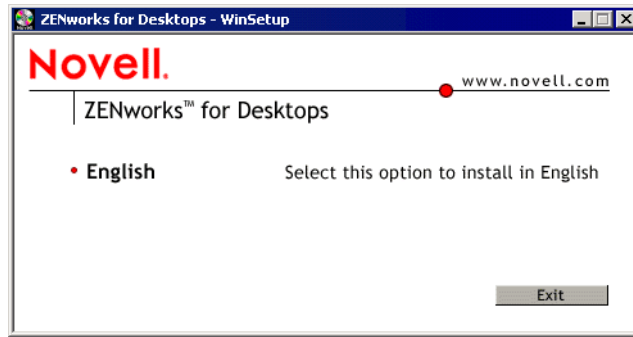 ZENworks for Desktops - WinSetup
Novell.
www.novell.com
ZENworks™ for Desktops
• English Select this option to install in English
Exit